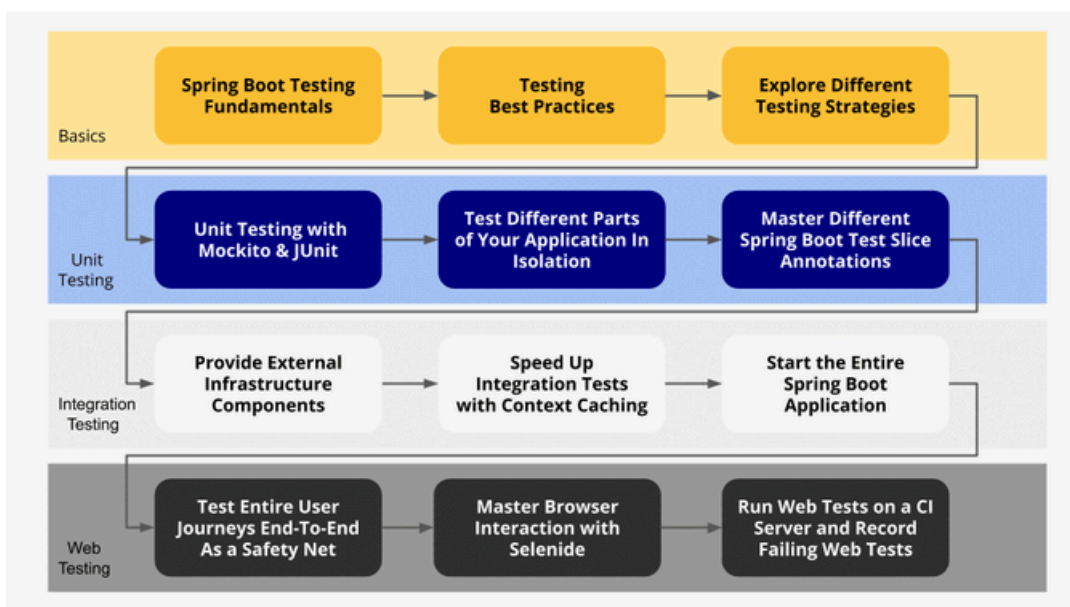 Spring Boot Testing
Fundamentals
Testing
Best Practices
Explore Different
Testing Strategies
Basics
Unit Testing with
Mockito & JUnit
Test Different Parts
of Your Application In
Isolation
Master Different
Spring Boot Test Slice
Annotations
Unit
Testing
Provide External
Infrastructure
Components
Speed Up
Integration Tests
with Context Caching
Start the Entire
Spring Boot
Application
Integration
Testing
Test Entire User
Journeys End-To-End
As a Safety Net
Master Browser
Interaction with
Selenide
Run Web Tests on a CI
Server and Record
Failing Web Tests
Web
Testing